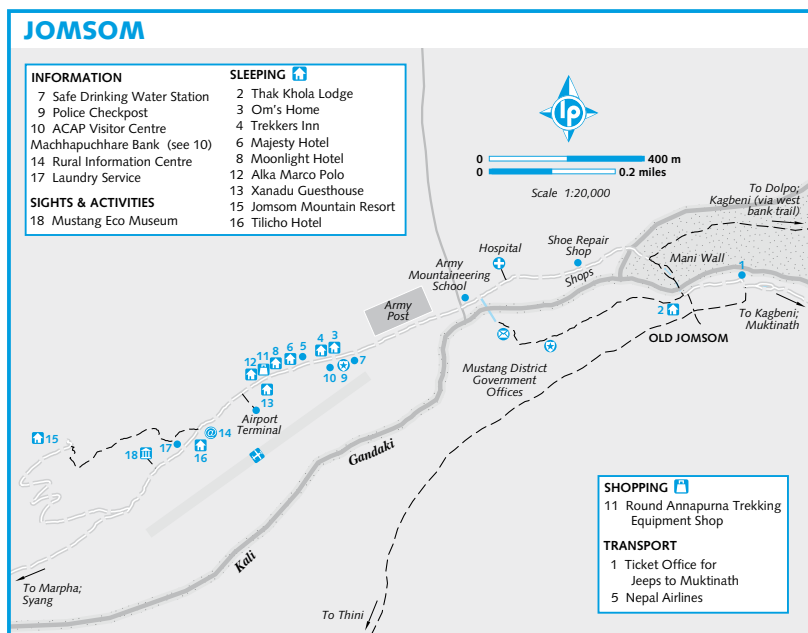 JOMSOM
INFORMATION
7 Safe Drinking Water Station
9 Police Checkpost
10 ACAP Visitor Centre
Machhapuchhare Bank (see 10)
14 Rural Information Centre
17 Laundry Service
SIGHTS & ACTIVITIES
18 Mustang Eco Museum
SLEEPING
2 Thak Khola Lodge
3 Om's Home
4 Trekkers Inn
6 Majesty Hotel
8 Moonlight Hotel
12 Alka Marco Polo
13 Xanadu Guesthouse
15 Jomsom Mountain Resort
16 Tilicho Hotel
lp
0 400 m
0 0.2 miles
Scale 1:20,000
To Dolpo;
Kagbeni (via west
bank trail)
Shoe Repair
Shop
Hospital
Mani Wall
1
Army
Mountaineering
School
Shops
Army
Post
2
To Kagbeni;
Muktinath
OLD JOMSOM
Mustang District
Government
Offices
12
11
8
6
5
4
3
7
10
9
13
Airport
Terminal
@
14
15
17
16
18
Gandaki
Kali
To Marpha;
Syang
To Thini
SHOPPING
11 Round Annapurna Trekking
Equipment Shop
TRANSPORT
1 Ticket Office for
Jeeps to Muktinath
5 Nepal Airlines